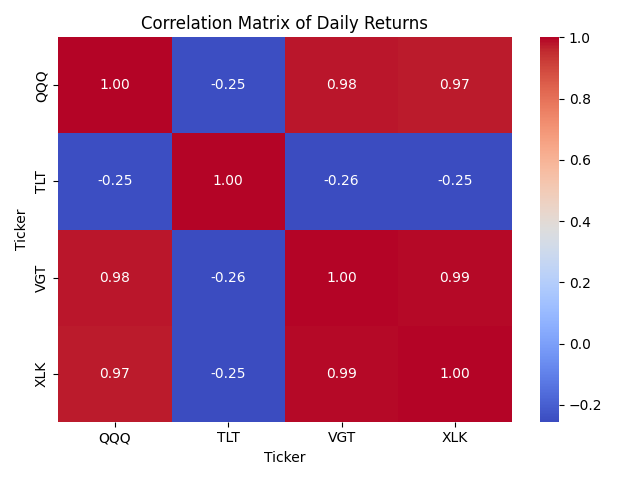 Correlation Matrix of Daily Returns
QQQ 1.00 -0.25 0.98 0.97
TLT -0.25 1.00 -0.26 -0.25
VGT 0.98 -0.26 1.00 0.99
XLK 0.97 -0.25 0.99 1.00
QQQ TLT VGT XLK
Ticker
Ticker
1.0
0.8
0.6
0.4
0.2
0.0
−0.2